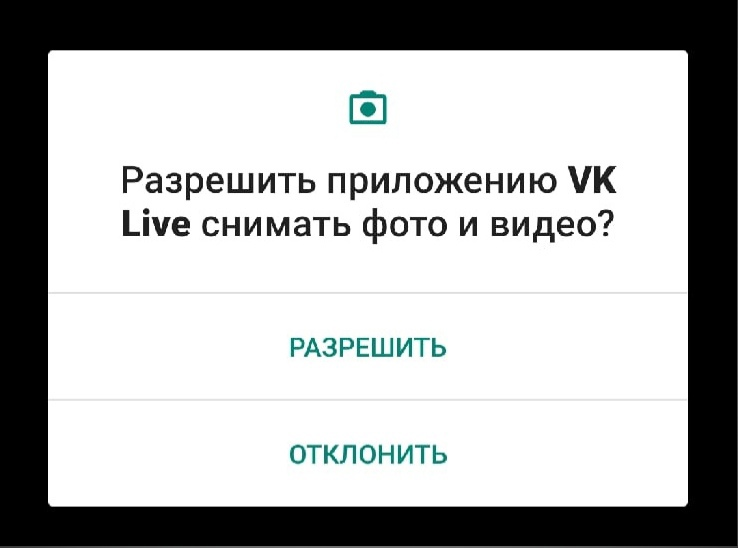 Разрешить приложению VK
Live снимать фото и видео?
РАЗРЕШИТЬ
ОТКЛОНИТЬ